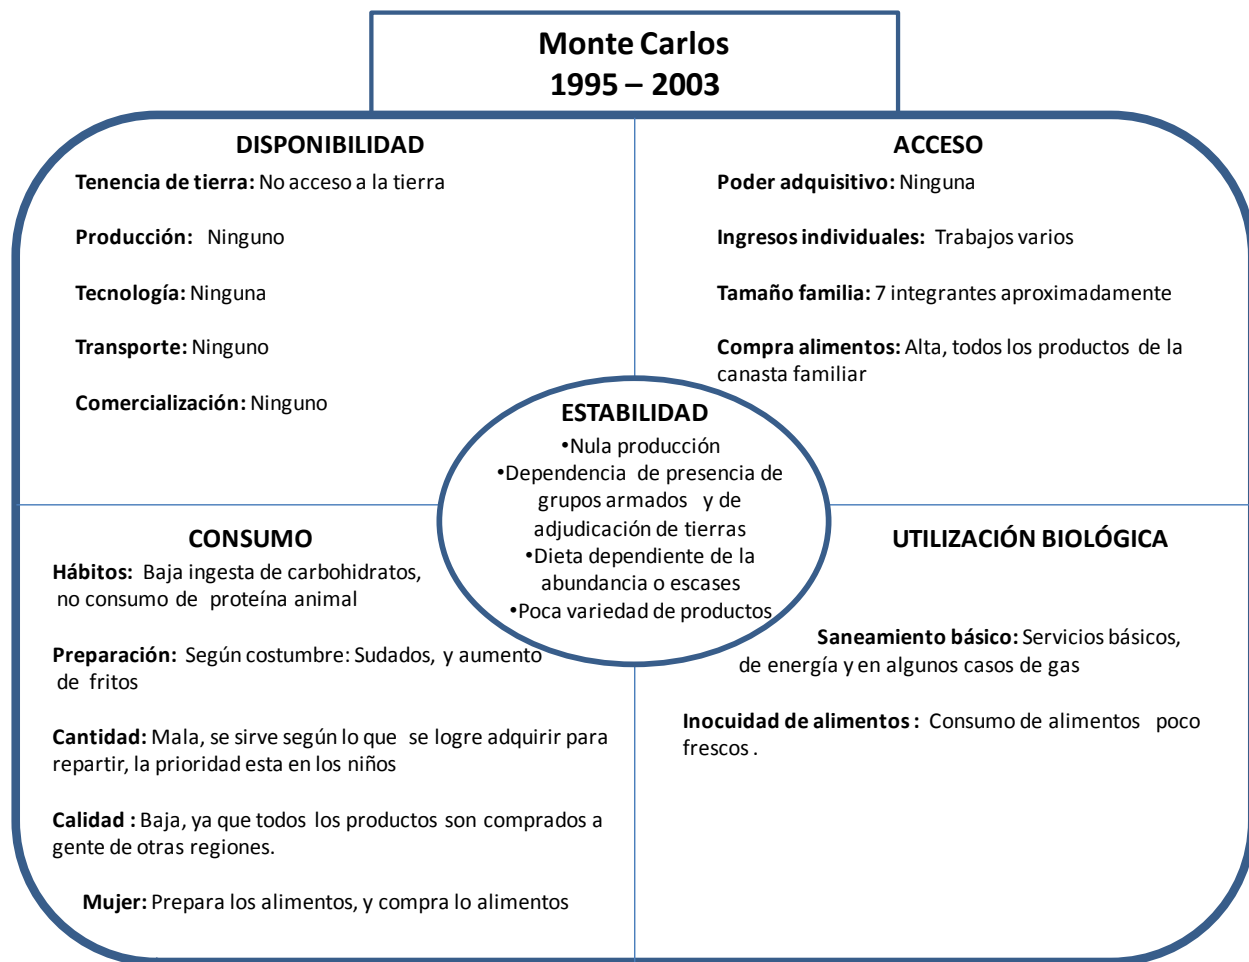 Monte Carlos
1995 – 2003
DISPONIBILIDAD
Tenencia de tierra: No acceso a la tierra
Producción: Ninguno
Tecnología: Ninguna
Transporte: Ninguno
Comercialización: Ninguno
ACCESO
Poder adquisitivo: Ninguna
Ingresos individuales: Trabajos varios
Tamaño familia: 7 integrantes aproximadamente
Compra alimentos: Alta, todos los productos de la
canasta familiar
ESTABILIDAD
•Nula producción
•Dependencia de presencia de
grupos armados y de
adjudicación de tierras
•Dieta dependiente de la
abundancia o escases
•Poca variedad de productos
CONSUMO
Hábitos: Baja ingesta de carbohidratos,
no consumo de proteína animal
Preparación: Según costumbre: Sudados, y aumento
de fritos
Cantidad: Mala, se sirve según lo que se logre adquirir para
repartir, la prioridad esta en los niños
Calidad : Baja, ya que todos los productos son comprados a
gente de otras regiones.
Mujer: Prepara los alimentos, y compra lo alimentos
UTILIZACIÓN BIOLÓGICA
Saneamiento básico: Servicios básicos,
de energía y en algunos casos de gas
Inocuidad de alimentos : Consumo de alimentos poco
frescos .